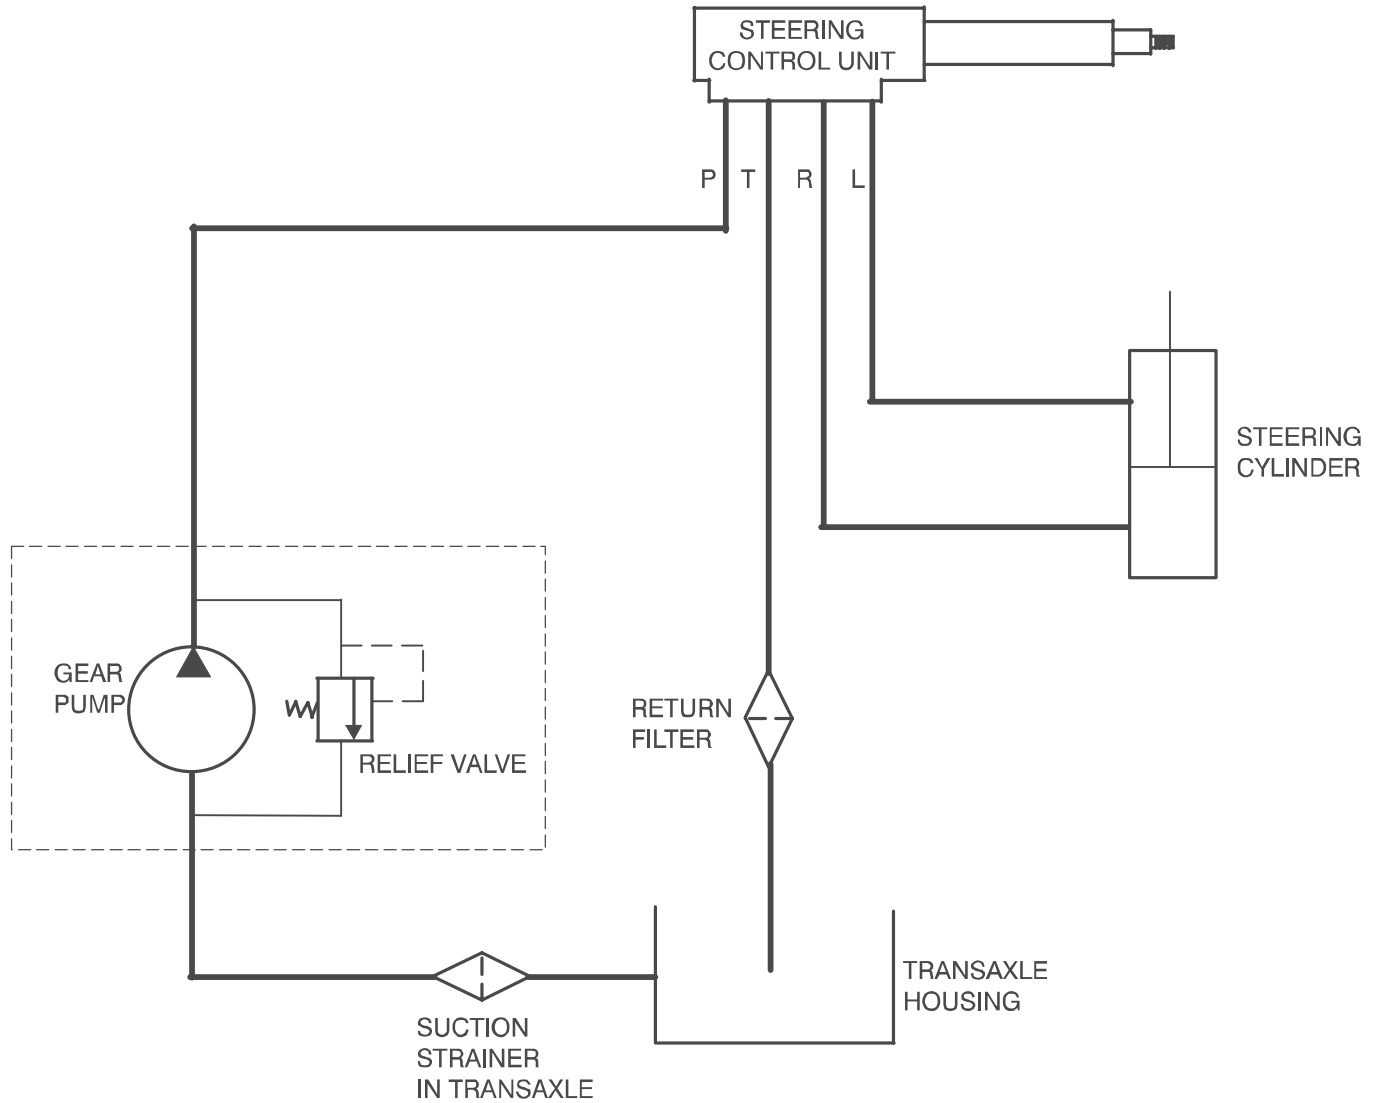 STEERING
CONTROL UNIT
P T R L
STEERING
CYLINDER
GEAR
PUMP
RELIEF VALVE
RETURN
FILTER
TRANSAXLE
HOUSING
SUCTION
STRAINER
IN TRANSAXLE